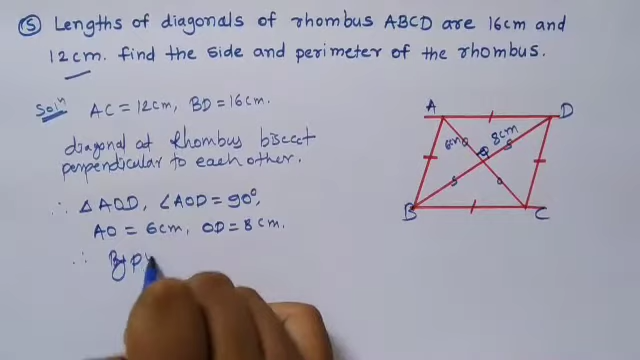 ⑤ Lengths of diagonals of rhombus ABCD are 16cm and
12cm. find the side and perimeter of the rhombus.
Solⁿ
AC = 12cm, BD = 16cm.
diagonal at Rhombus bisect
perpendicular to each other.
∴ △AOD, ∠AOD = 90°,
AO = 6cm, OD = 8cm.
∴ By p
A
D
8cm
B
C